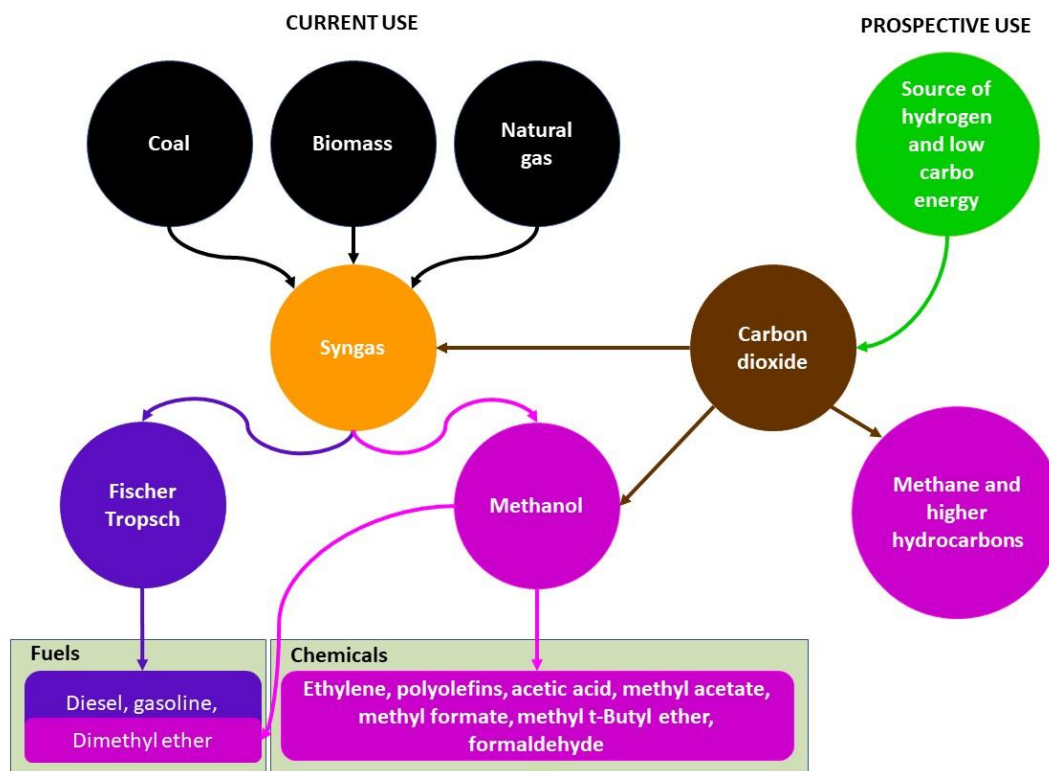 CURRENT USE
PROSPECTIVE USE
Coal
Biomass
Natural
gas
Source of
hydrogen
and low
carbo
energy
Syngas
Carbon
dioxide
Fischer
Tropsch
Methanol
Methane and
higher
hydrocarbons
Fuels
Diesel, gasoline,
Dimethyl ether
Chemicals
Ethylene, polyolefins, acetic acid, methyl acetate,
methyl formate, methyl t-Butyl ether,
formaldehyde